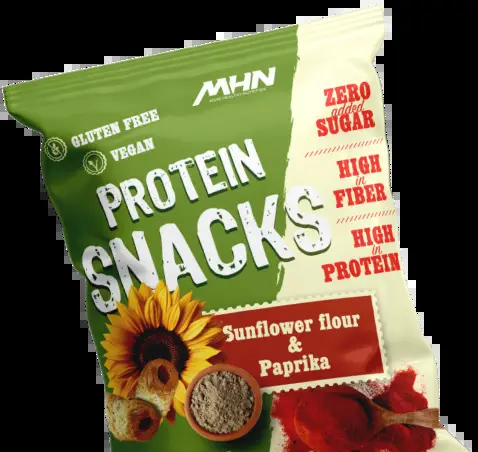 MHN
GLUTEN FREE
VEGAN
PROTEIN
SNACKS
ZERO
added
SUGAR
HIGH
in
FIBER
HIGH
in
PROTEIN
Sunflower flour
&
Paprika